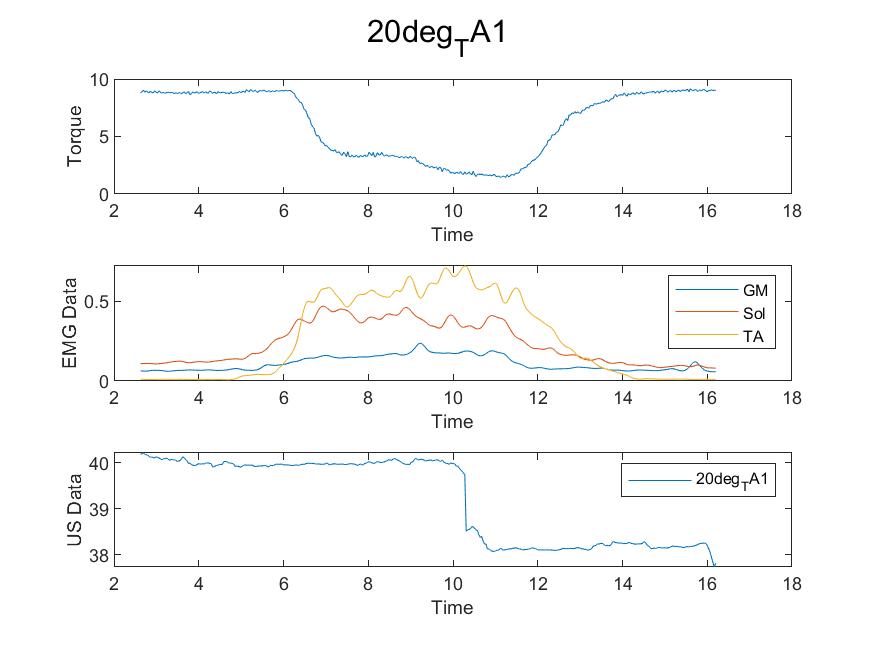 20deg_TA1
10
5
0
Torque
2 4 6 8 10 12 14 16 18
Time
0.5
0
EMG Data
GM
Sol
TA
2 4 6 8 10 12 14 16 18
Time
40
39
38
US Data
20deg_TA1
2 4 6 8 10 12 14 16 18
Time